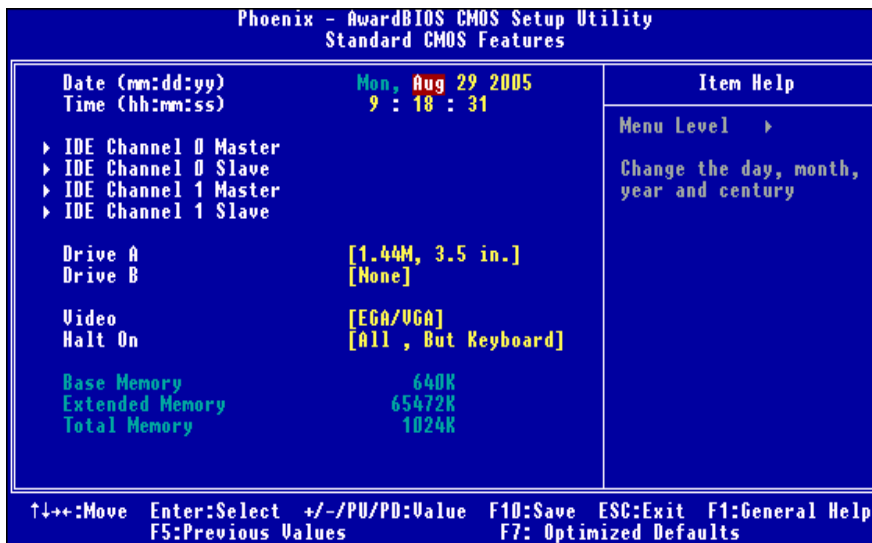 Phoenix - AwardBIOS CMOS Setup Utility
Standard CMOS Features
Date (mm:dd:yy) Mon, Aug 29 2005
Time (hh:mm:ss) 9 : 18 : 31
IDE Channel 0 Master
IDE Channel 0 Slave
IDE Channel 1 Master
IDE Channel 1 Slave
Drive A [1.44M, 3.5 in.]
Drive B [None]
Video [EGA/VGA]
Halt On [All , But Keyboard]
Base Memory 640K
Extended Memory 65472K
Total Memory 1024K
Item Help
Menu Level ▸
Change the day, month,
year and century
↑↓→←:Move Enter:Select +/-/PU/PD:Value F10:Save ESC:Exit F1:General Help
F5:Previous Values F7: Optimized Defaults